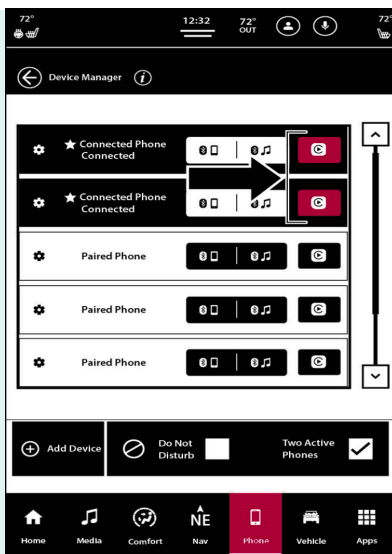 72°
12:32
72°
OUT
72°
Device Manager
i
Connected Phone
Connected
Connected Phone
Connected
Paired Phone
Paired Phone
Paired Phone
Add Device
Do Not
Disturb
Two Active
Phones
NE
Home
Media
Comfort
Nav
Phone
Vehicle
Apps